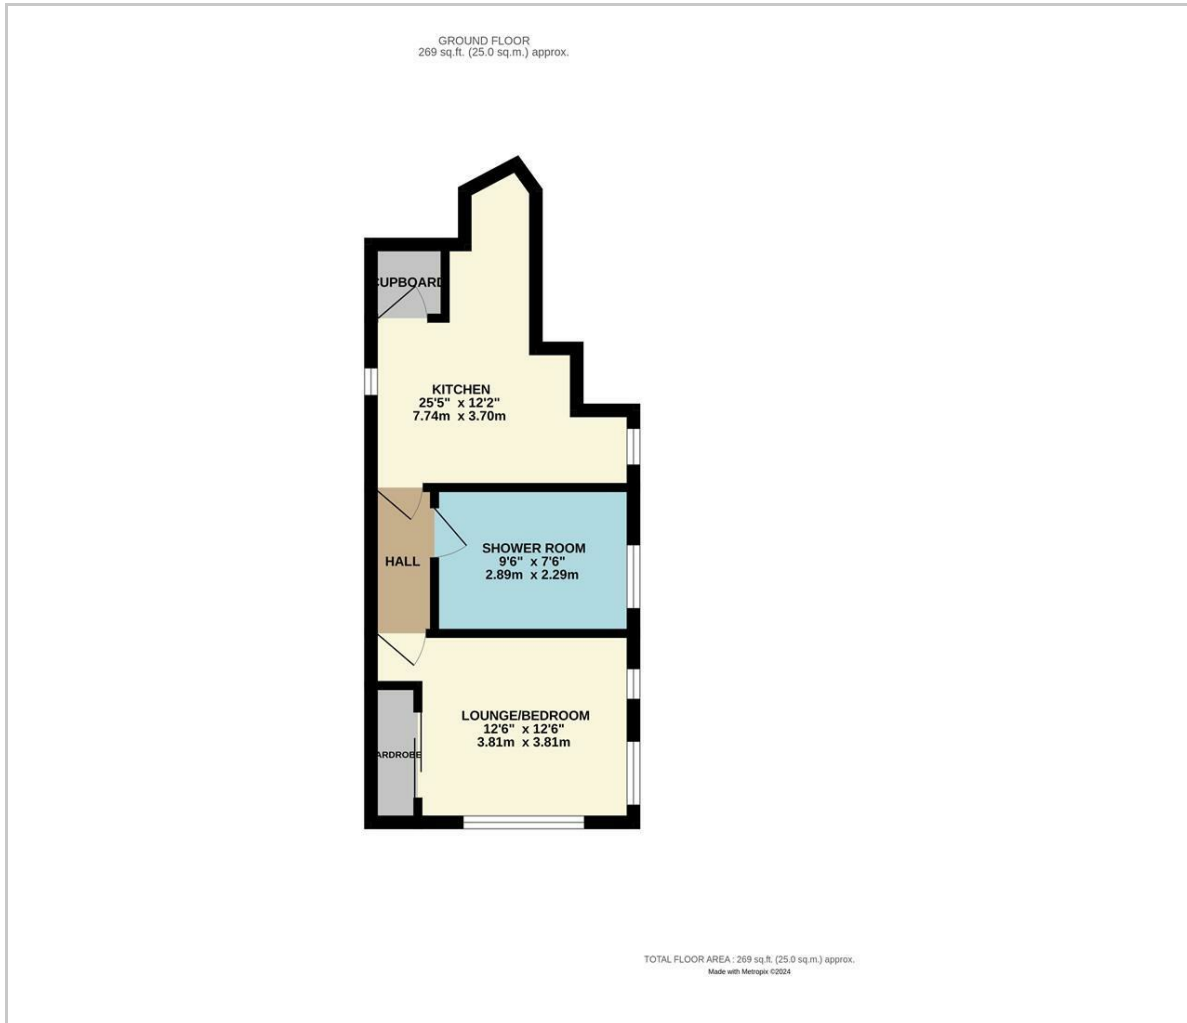 GROUND FLOOR
269 sq.ft. (25.0 sq.m.) approx.
CUPBOARD
KITCHEN
25'5" x 12'2"
7.74m x 3.70m
SHOWER ROOM
9'6" x 7'6"
2.89m x 2.29m
HALL
LOUNGE/BEDROOM
12'6" x 12'6"
3.81m x 3.81m
ARDROBE
TOTAL FLOOR AREA : 269 sq.ft. (25.0 sq.m.) approx.
Made with Metropix ©2024